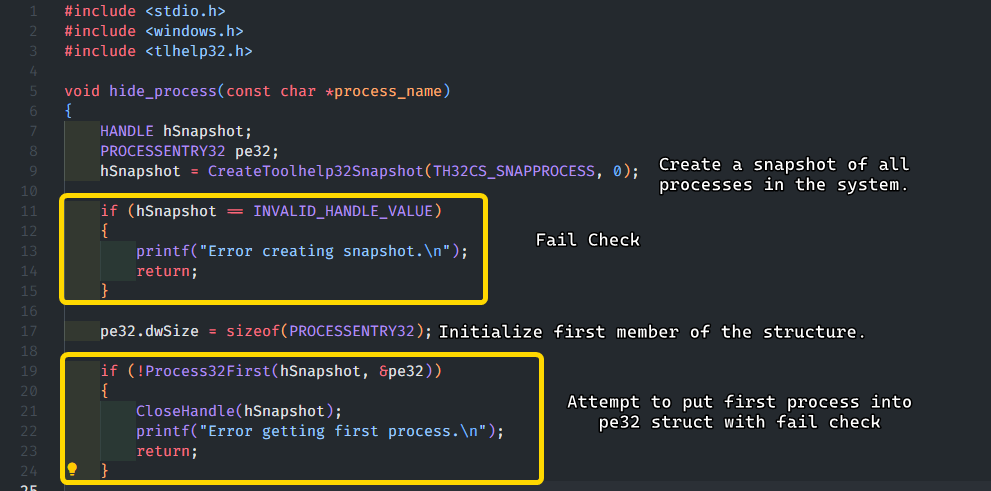 1 #include <stdio.h>
2 #include <windows.h>
3 #include <tlhelp32.h>
4
5 void hide_process(const char *process_name)
6 {
7 HANDLE hSnapshot;
8 PROCESSENTRY32 pe32;
9 hSnapshot = CreateToolhelp32Snapshot(TH32CS_SNAPPROCESS, 0);
Create a snapshot of all
processes in the system.
10
11 if (hSnapshot == INVALID_HANDLE_VALUE)
12 {
13 printf("Error creating snapshot.\n");
14 return;
15 }
Fail Check
16
17 pe32.dwSize = sizeof(PROCESSENTRY32); Initialize first member of the structure.
18
19 if (!Process32First(hSnapshot, &pe32))
20 {
21 CloseHandle(hSnapshot);
22 printf("Error getting first process.\n");
23 return;
24 }
Attempt to put first process into
pe32 struct with fail check
25